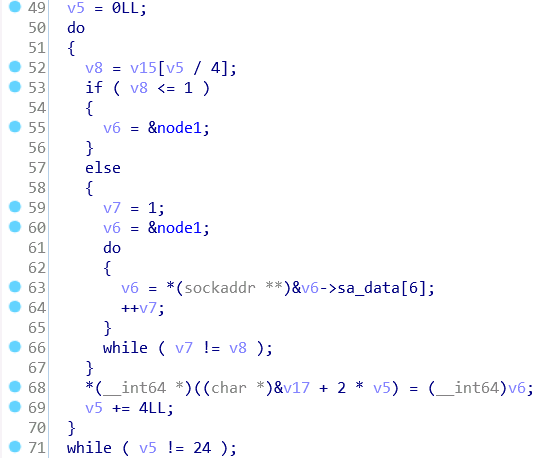 49 v5 = 0LL;
50 do
51 {
52 v8 = v15[v5 / 4];
53 if ( v8 <= 1 )
54 {
55 v6 = &node1;
56 }
57 else
58 {
59 v7 = 1;
60 v6 = &node1;
61 do
62 {
63 v6 = *(sockaddr **)&v6->sa_data[6];
64 ++v7;
65 }
66 while ( v7 != v8 );
67 }
68 *(__int64 *)((char *)&v17 + 2 * v5) = (__int64)v6;
69 v5 += 4LL;
70 }
71 while ( v5 != 24 );